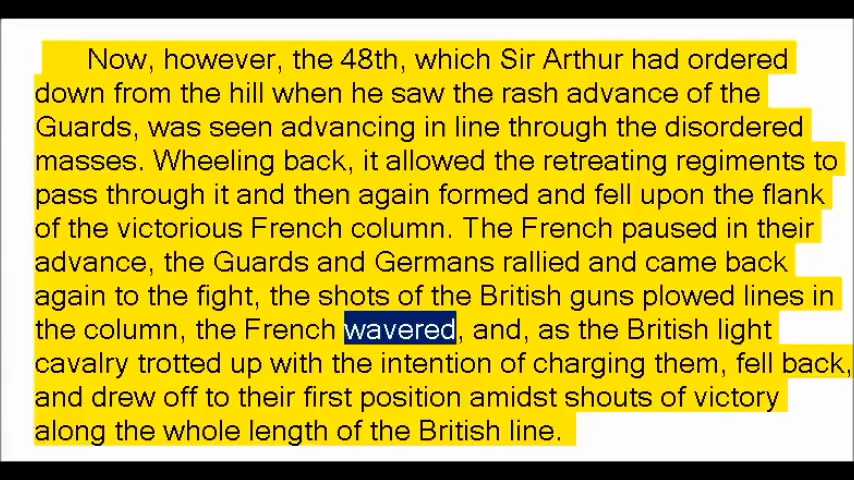 Now, however, the 48th, which Sir Arthur had ordered
down from the hill when he saw the rash advance of the
Guards, was seen advancing in line through the disordered
masses. Wheeling back, it allowed the retreating regiments to
pass through it and then again formed and fell upon the flank
of the victorious French column. The French paused in their
advance, the Guards and Germans rallied and came back
again to the fight, the shots of the British guns plowed lines in
the column, the French wavered, and, as the British light
cavalry trotted up with the intention of charging them, fell back,
and drew off to their first position amidst shouts of victory
along the whole length of the British line.